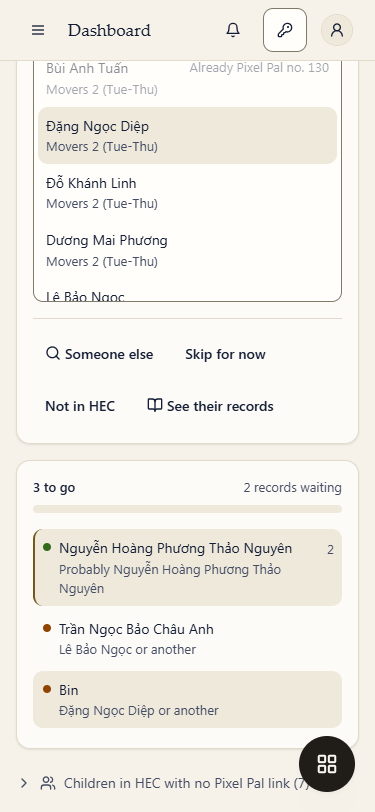 Dashboard
Bùi Anh Tuấn Already Pixel Pal no. 130
Movers 2 (Tue-Thu)
Đặng Ngọc Diệp
Movers 2 (Tue-Thu)
Đỗ Khánh Linh
Movers 2 (Tue-Thu)
Dương Mai Phương
Movers 2 (Tue-Thu)
Lê Bảo Ngọc
Someone else Skip for now
Not in HEC See their records
3 to go 2 records waiting
Nguyễn Hoàng Phương Thảo Nguyên 2
Probably Nguyễn Hoàng Phương Thảo
Nguyên
Trần Ngọc Bảo Châu Anh
Lê Bảo Ngọc or another
Bin
Đặng Ngọc Diệp or another
Children in HEC with no Pixel Pal link (7)